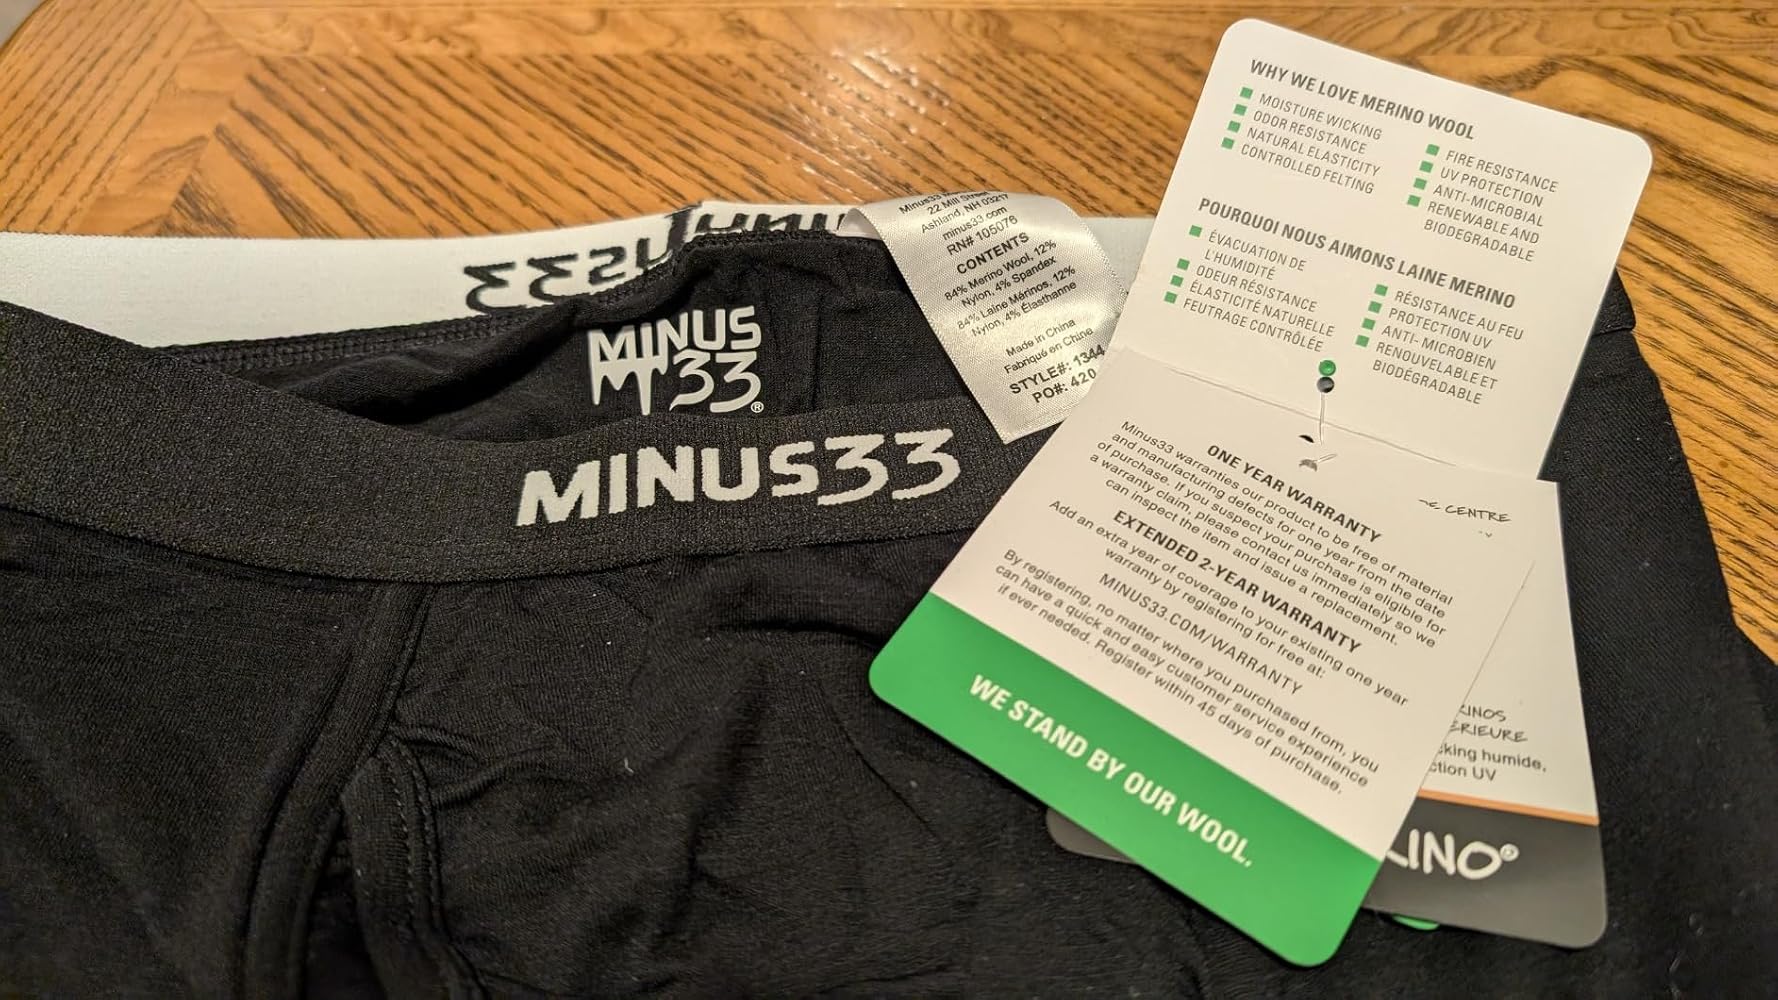 MINUS
33®
MINUS33
22 Mill Street
Ashland, NH 03217
minus33.com
RN# 105076
CONTENTS
84% Merino Wool, 12%
Nylon, 4% Spandex
84% Laine Mérinos, 12%
Nylon, 4% Élasthanne
Made in China
Fabriqué en Chine
STYLE#: 1344
PO#: 420
WHY WE LOVE MERINO WOOL
MOISTURE WICKING
ODOR RESISTANCE
NATURAL ELASTICITY
CONTROLLED FELTING
FIRE RESISTANCE
UV PROTECTION
ANTI-MICROBIAL
RENEWABLE AND
BIODEGRADABLE
POURQUOI NOUS AIMONS LAINE MERINO
ÉVACUATION DE
L'HUMIDITÉ
ODEUR RÉSISTANCE
ÉLASTICITÉ NATURELLE
FEUTRAGE CONTRÔLÉE
RÉSISTANCE AU FEU
PROTECTION UV
ANTI- MICROBIEN
RENOUVELABLE ET
BIODÉGRADABLE
ONE YEAR WARRANTY
Minus33 warranties our product to be free of material
and manufacturing defects for one year from the date
of purchase. If you suspect your purchase is eligible for
a warranty claim, please contact us immediately so we
can inspect the item and issue a replacement.
EXTENDED 2-YEAR WARRANTY
Add an extra year of coverage to your existing one year
warranty by registering for free at:
MINUS33.COM/WARRANTY
By registering, no matter where you purchased from, you
can have a quick and easy customer service experience
if ever needed. Register within 45 days of purchase.
WE STAND BY OUR WOOL.
CENTRE
humide,
UV